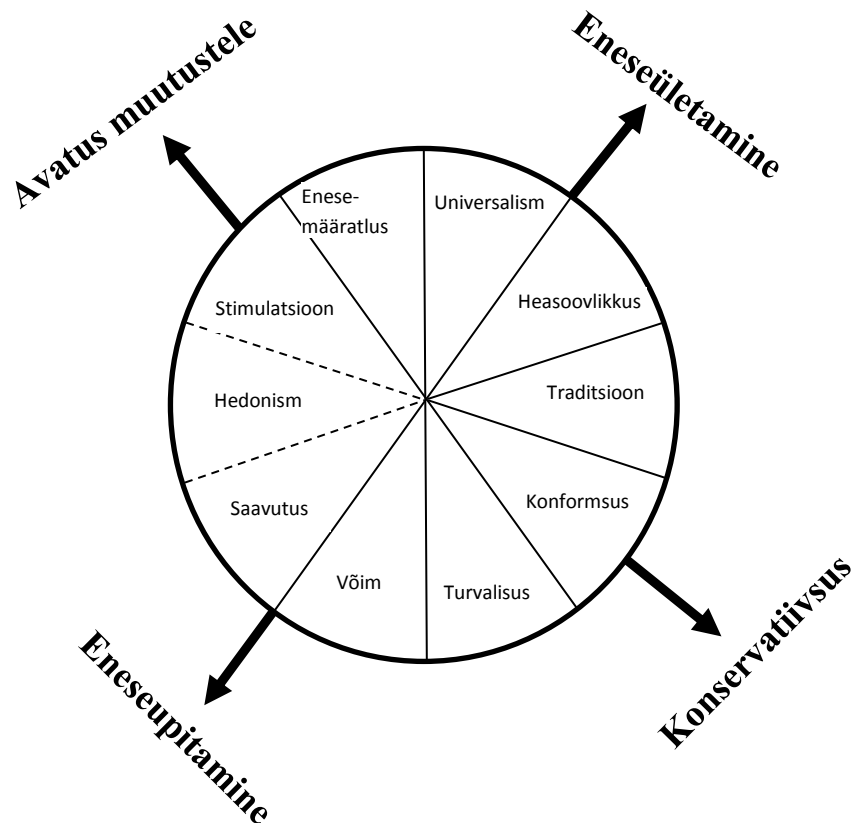 Avatus muutustele
Eneseületamine
Enese-
määratlus
Universalism
Stimulatsioon
Heasoovlikkus
Hedonism
Traditsioon
Saavutus
Konformsus
Võim
Turvalisus
Eneseupitamine
Konservatiivsus